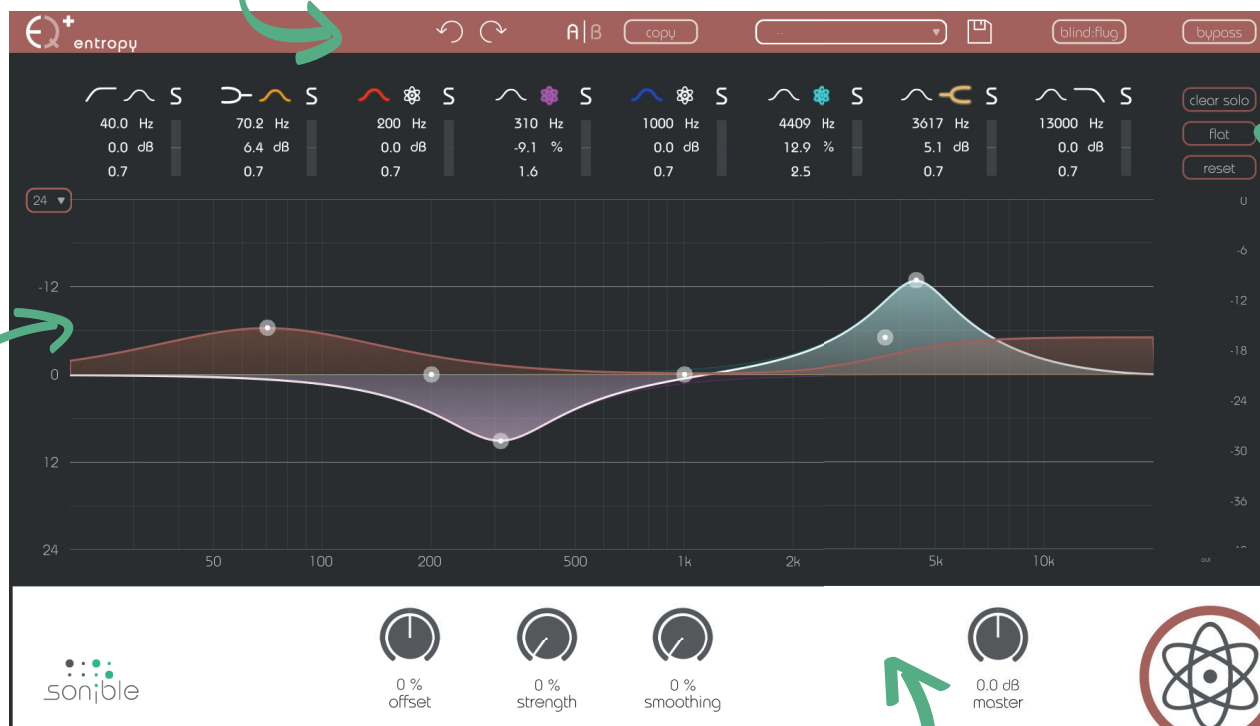 EQ+ entropy
A|B copy -- blind:flug bypass
S S S S S S S S
40.0 Hz 70.2 Hz 200 Hz 310 Hz 1000 Hz 4409 Hz 3617 Hz 13000 Hz
0.0 dB 6.4 dB 0.0 dB -9.1 % 0.0 dB 12.9 % 5.1 dB 0.0 dB
0.7 0.7 0.7 1.6 0.7 2.5 0.7 0.7
clear solo
flat
reset
24
-12
0
12
24
0
-6
-12
-18
-24
-30
-36
out
50 100 200 500 1k 2k 5k 10k
0 % 0 % 0 % 0.0 dB
offset strength smoothing master
sonible